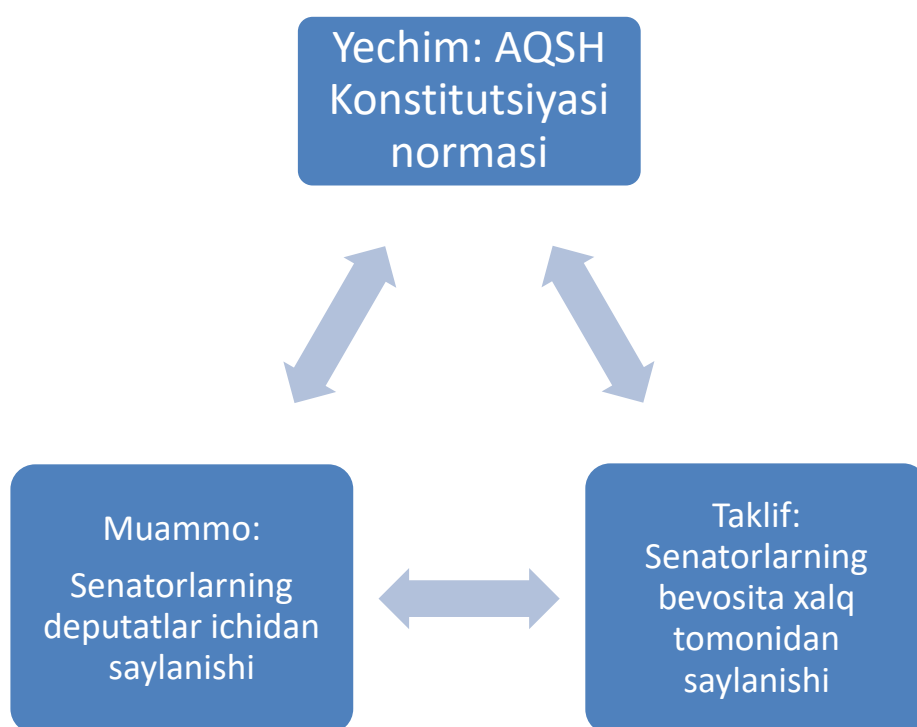 Yechim: AQSH
Konstitutsiyasi
normasi
Muammo:
Senatorlarning
deputatlar ichidan
saylanishi
Taklif:
Senatorlarning
bevosita xalq
tomonidan
saylanishi